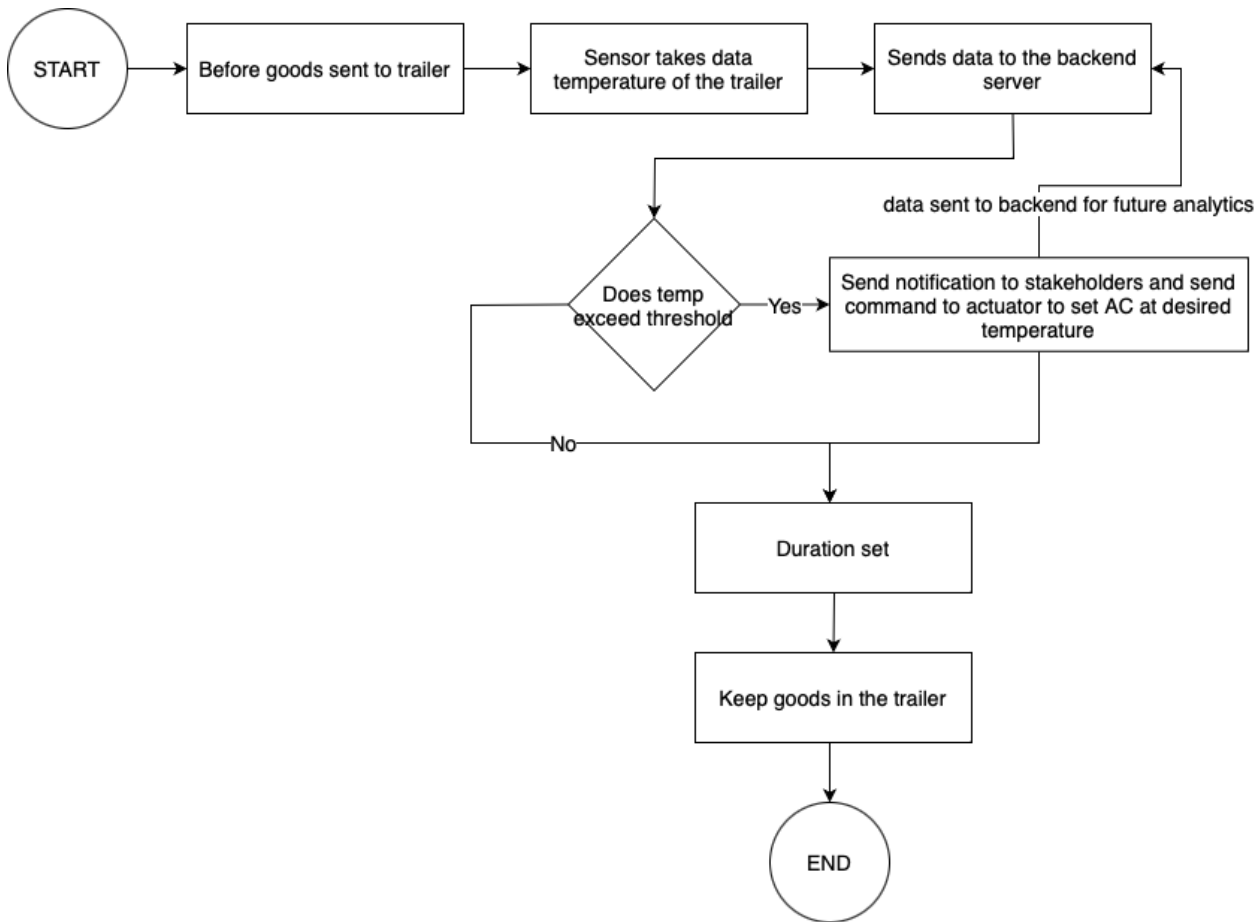 START
Before goods sent to trailer
Sensor takes data
temperature of the trailer
Sends data to the backend
server
data sent to backend for future analytics
Does temp
exceed threshold
Yes
Send notification to stakeholders and send
command to actuator to set AC at desired
temperature
No
Duration set
Keep goods in the trailer
END